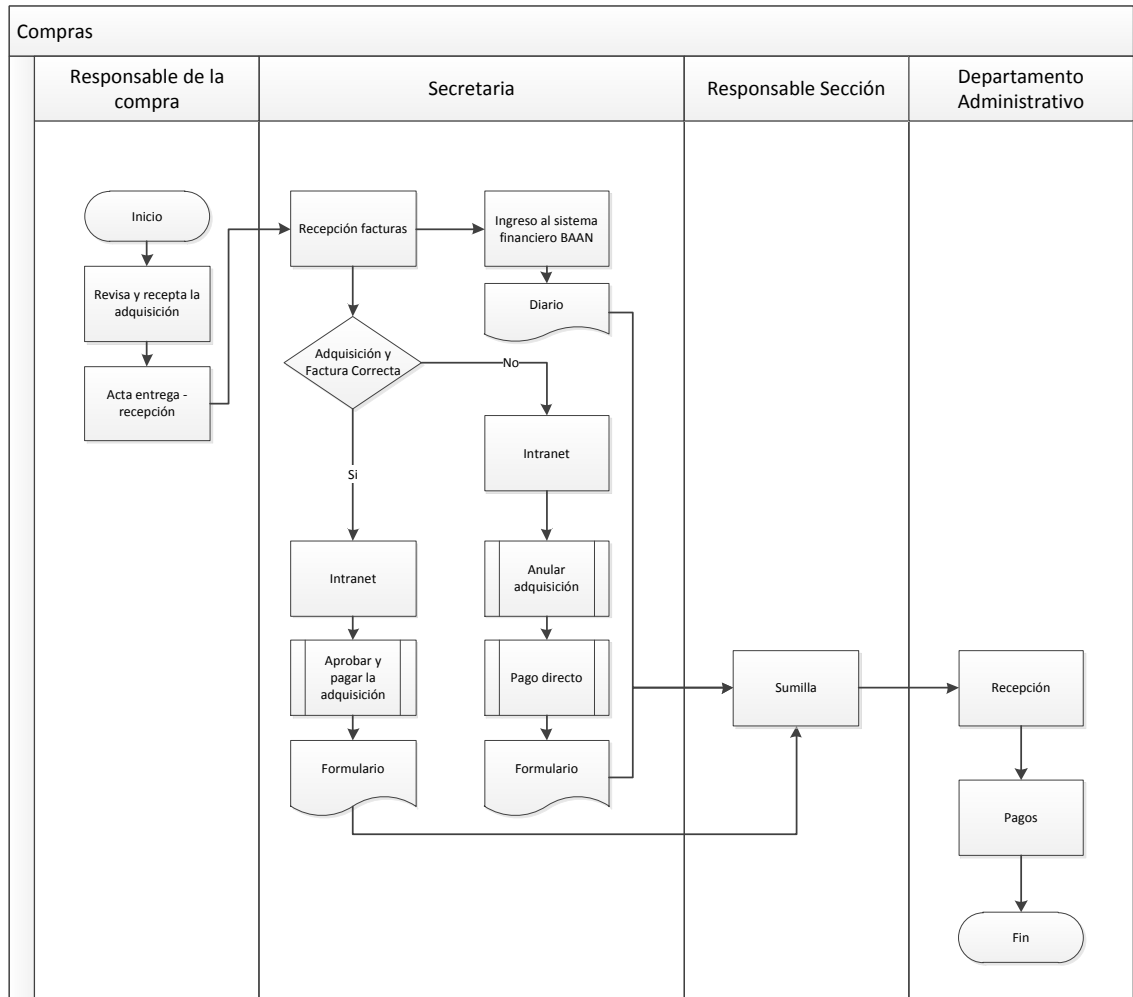 Compras
Responsable de la
compra
Secretaria
Responsable Sección
Departamento
Administrativo
Inicio
Revisa y recepta la
adquisición
Acta entrega -
recepción
Recepción facturas
Ingreso al sistema
financiero BAAN
Diario
Adquisición y
Factura Correcta
No
Si
Intranet
Intranet
Anular
adquisición
Aprobar y
pagar la
adquisición
Pago directo
Formulario
Formulario
Sumilla
Recepción
Pagos
Fin